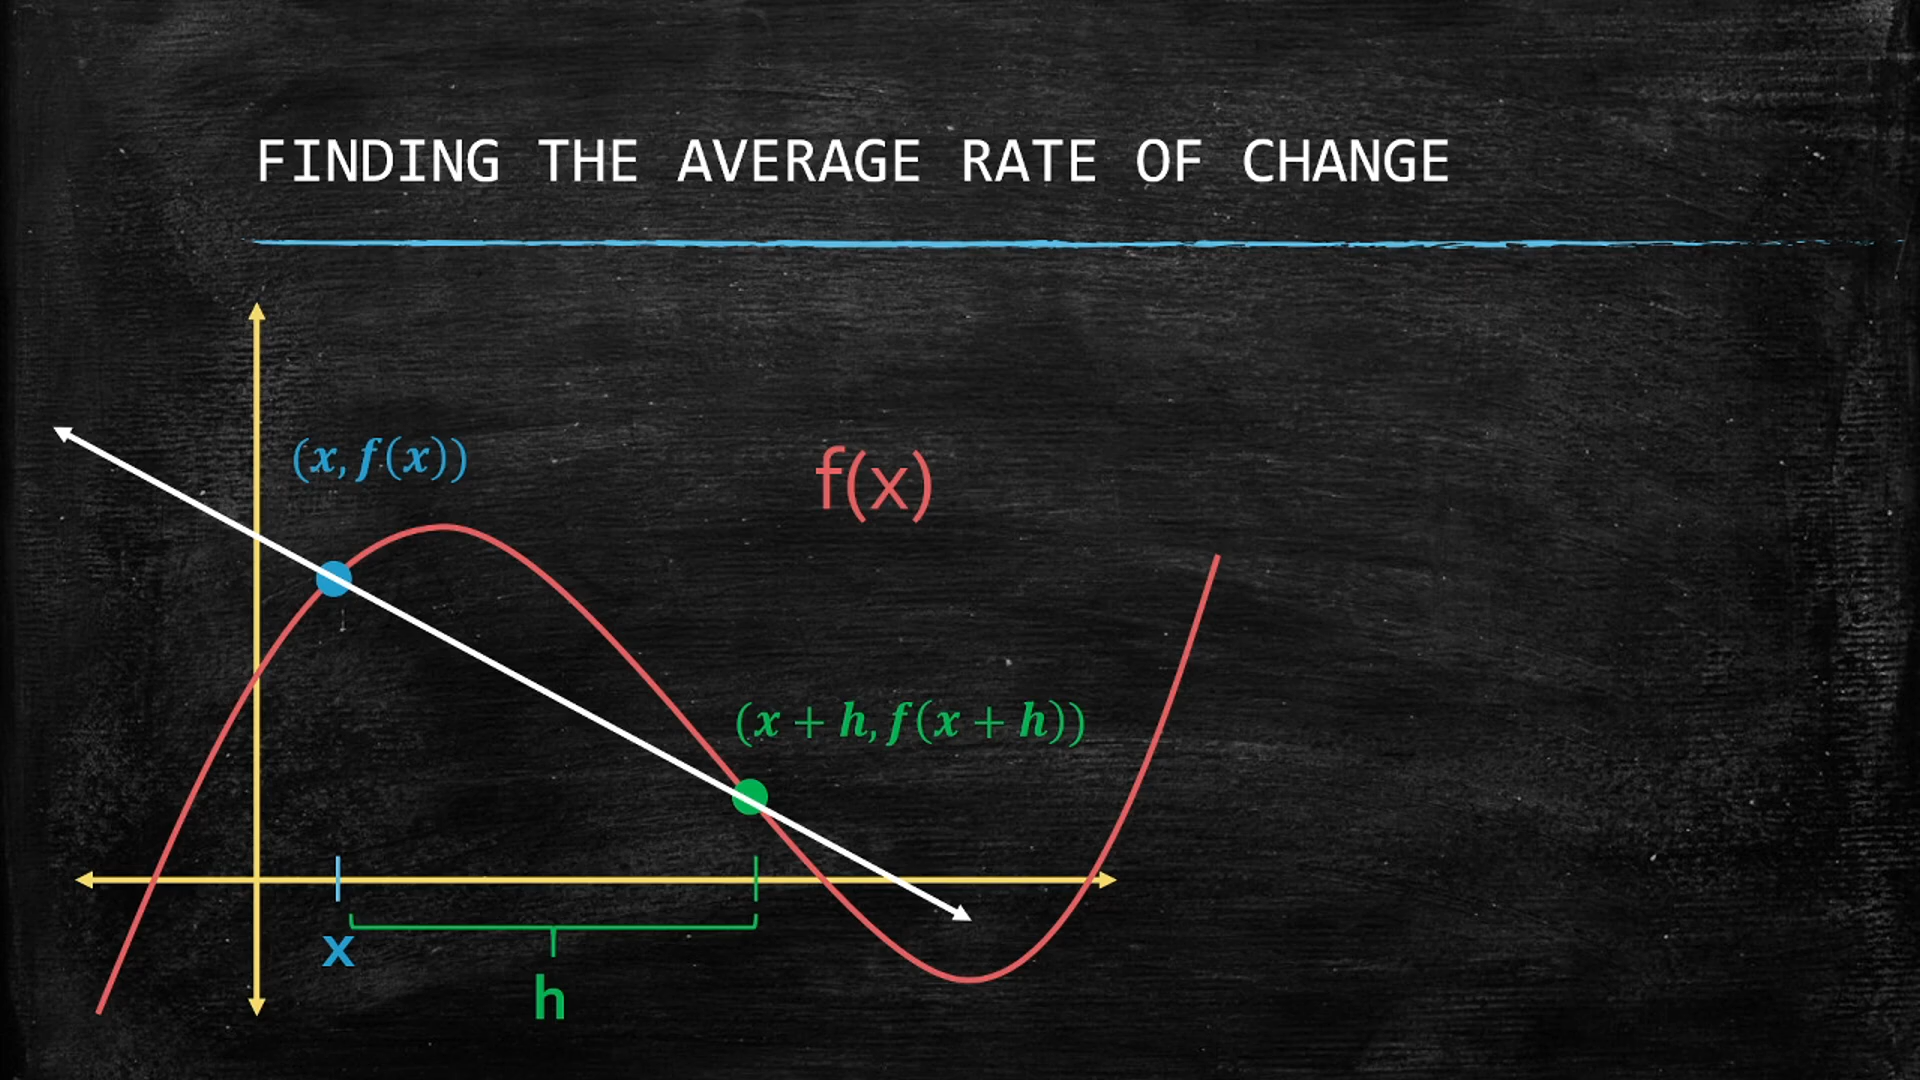 FINDING THE AVERAGE RATE OF CHANGE
(x, f(x))
f(x)
(x + h, f(x + h))
x
h